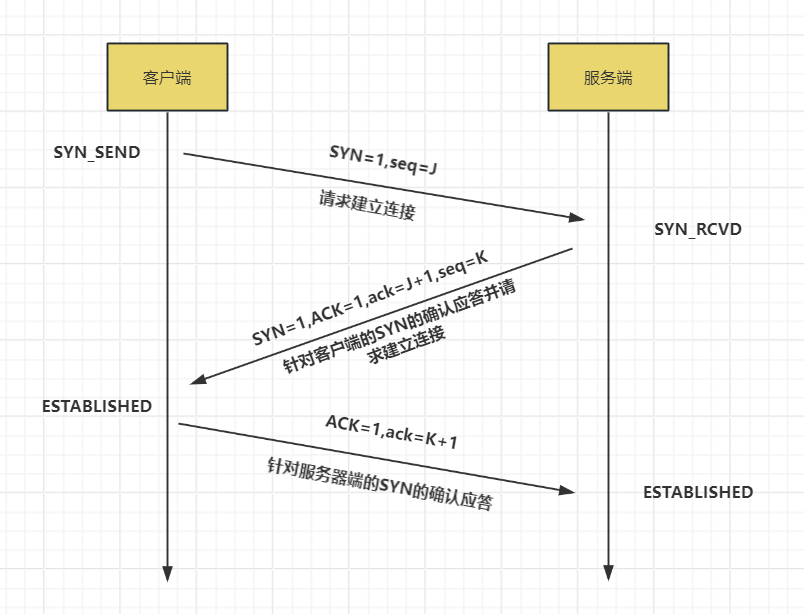 客户端
服务端
SYN_SEND
SYN=1,seq=J
请求建立连接
SYN_RCVD
SYN=1,ACK=1,ack=J+1,seq=K
针对客户端的SYN的确认应答并请
求建立连接
ESTABLISHED
ACK=1,ack=K+1
针对服务器端的SYN的确认应答
ESTABLISHED